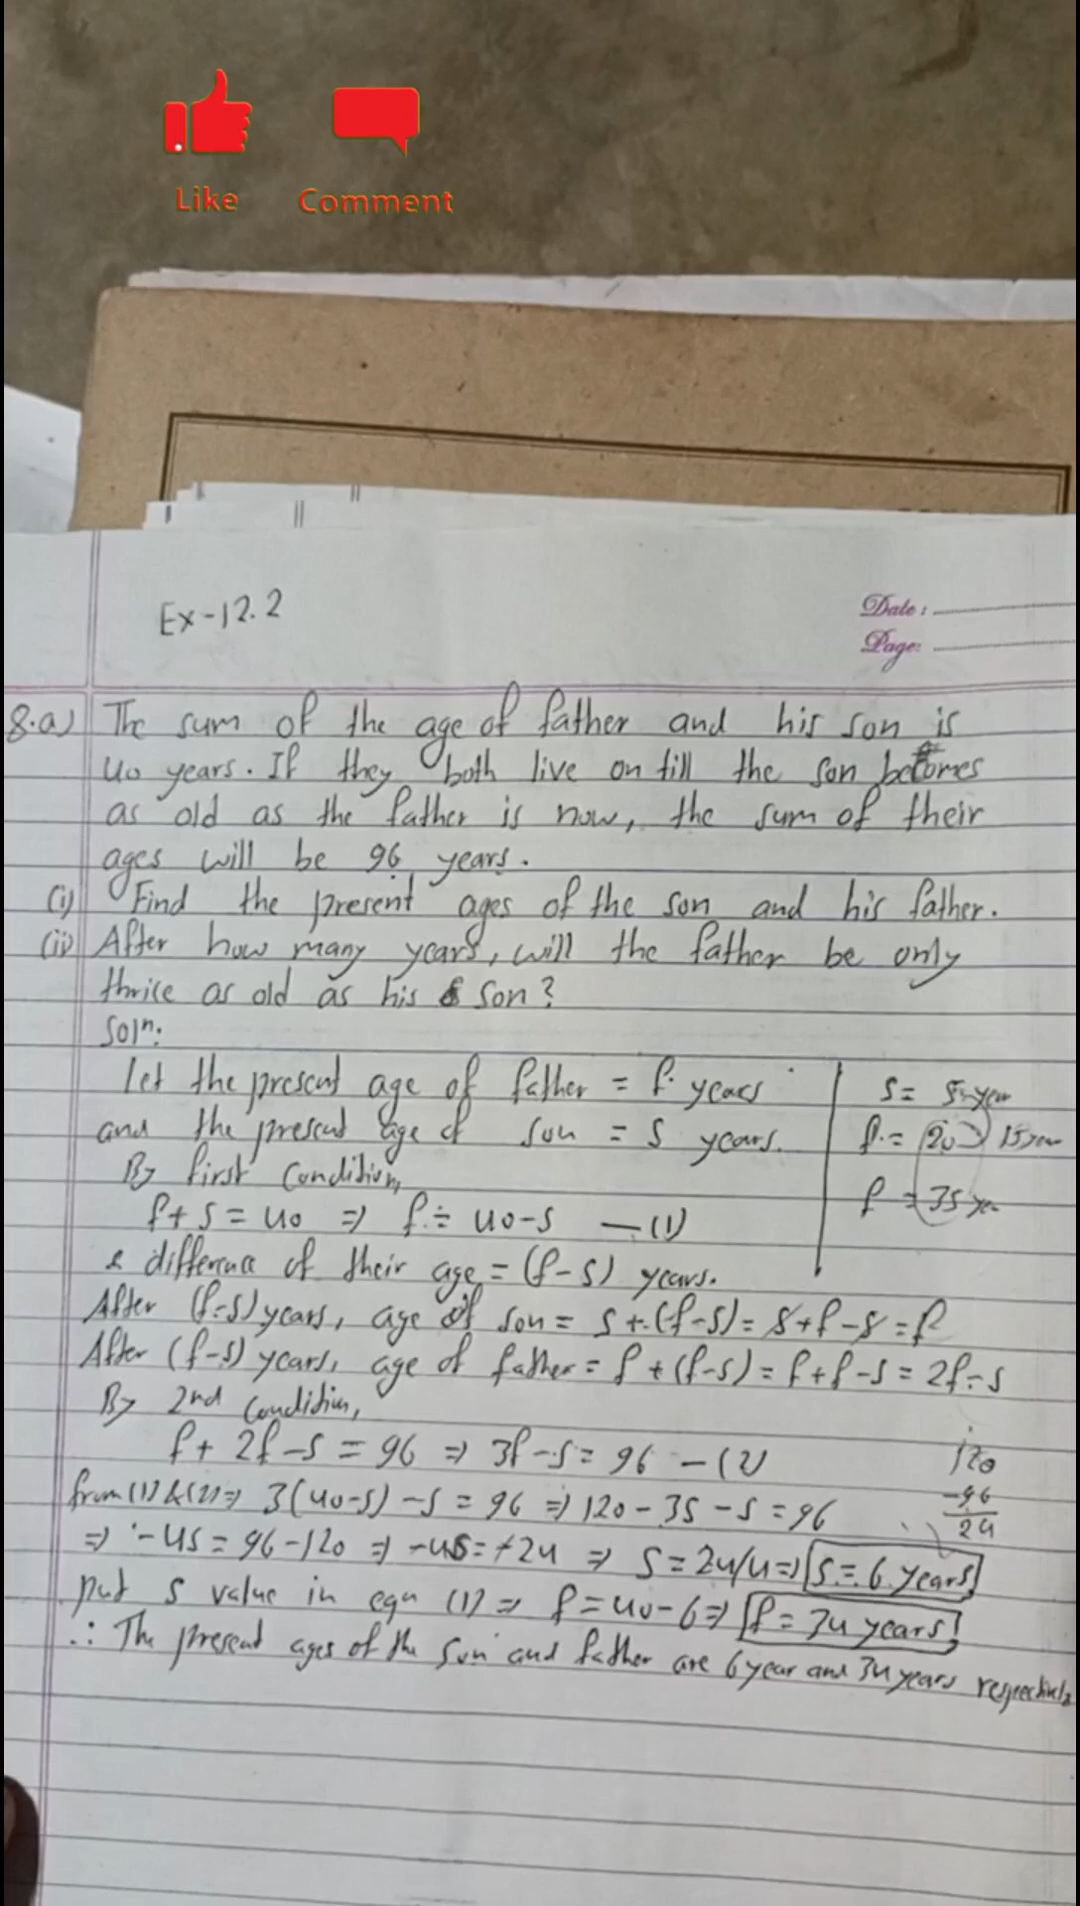 Like Comment
Ex-12.2
Date:
Page:
8.a) The sum of the age of father and his son is
40 years. If they both live on till the son becomes
as old as the father is now, the sum of their
ages will be 96 years.
(i) Find the present ages of the son and his father.
(ii) After how many years, will the father be only
thrice as old as his son?
Soln:
Let the present age of father = f years
and the present age of son = s years.
By first condition,
f+s = 40 => f = 40-s —(1)
& difference of their age = (f-s) years.
After (f-s) years, age of son = s+(f-s) = s+f-s = f
After (f-s) years, age of father = f+(f-s) = f+f-s = 2f-s
By 2nd condition,
f+ 2f-s = 96 => 3f-s = 96 —(2)
from (1) & (2) => 3(40-s) -s = 96 => 120-3s-s = 96
=> -4s = 96-120 => -4s = -24 => s = 24/4 => s = 6 years
put s value in eqn (1) => f = 40-6 => f = 34 years
∴ The present ages of the son and father are 6 year and 34 years respectively
s = 5 year
f = 20 15 year
f = 35 ye
120
-96
24